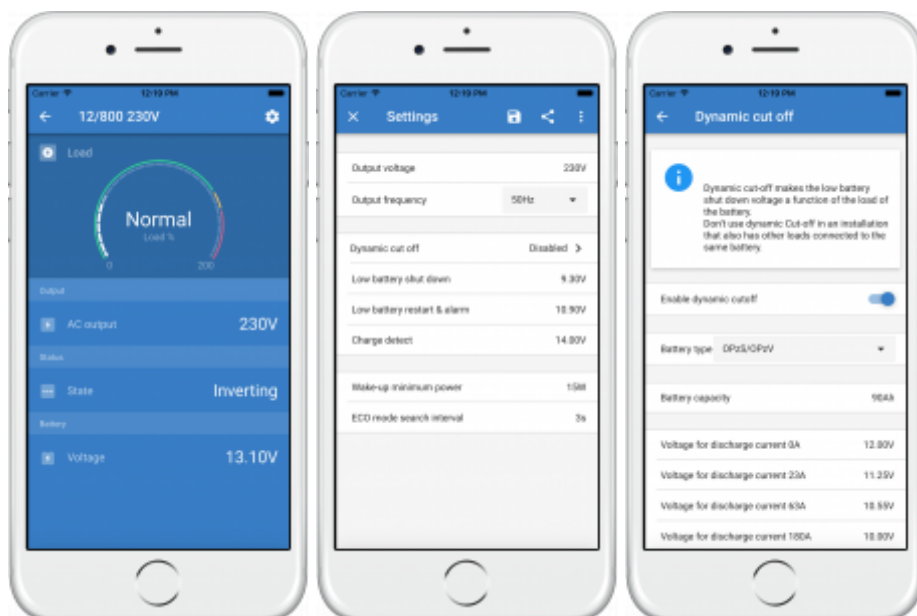 Carrier 12:19 PM
12/800 230V
Load
Normal
Load %
0 200
Output
AC output 230V
Status
State Inverting
Battery
Voltage 13.10V
Carrier 12:19 PM
Settings
Output voltage 230V
Output frequency 50Hz
Dynamic cut off Disabled
Low battery shut down 9.30V
Low battery restart & alarm 10.90V
Charge detect 14.00V
Wake-up minimum power 15W
ECO mode search interval 3s
Carrier 12:19 PM
Dynamic cut off
Dynamic cut-off makes the low battery
shut down voltage a function of the load of
the battery.
Don't use dynamic Cut-off in an installation
that also has other loads connected to the
same battery.
Enable dynamic cutoff
Battery type OPzS/OPzV
Battery capacity 90Ah
Voltage for discharge current 0A 12.00V
Voltage for discharge current 23A 11.25V
Voltage for discharge current 63A 10.55V
Voltage for discharge current 180A 10.00V